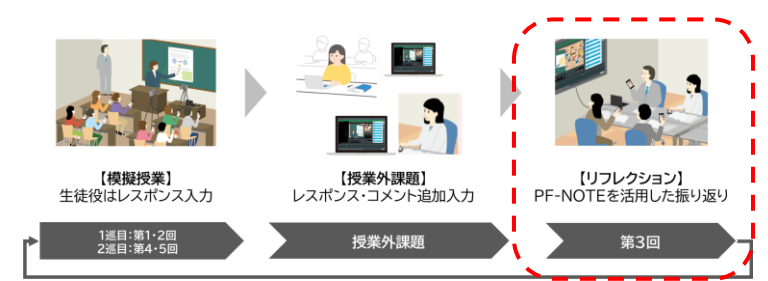 【模擬授業】
生徒役はレスポンス入力
【授業外課題】
レスポンス・コメント追加入力
【リフレクション】
PF-NOTEを活用した振り返り
1巡目：第1・2回
2巡目：第4・5回
授業外課題
第3回